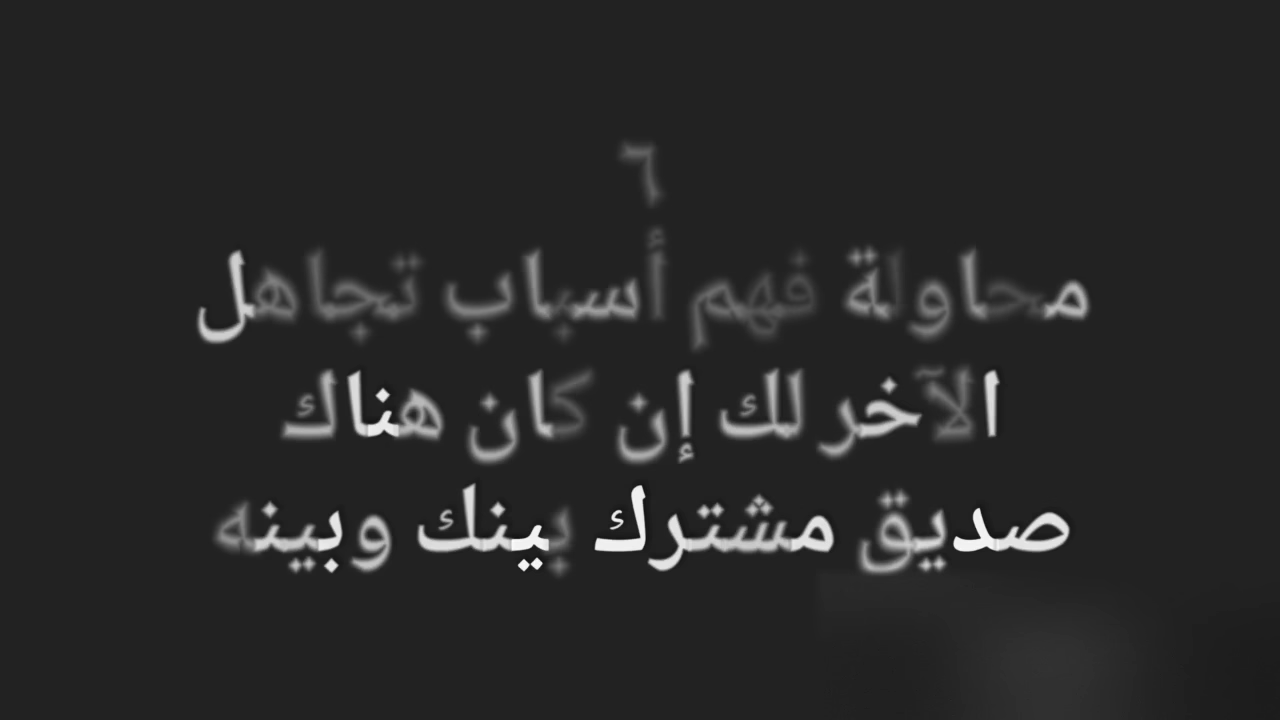 ٦
محاولة فهم أسباب تجاهل
الآخر لك إن كان هناك
صديق مشترك بينك وبينه